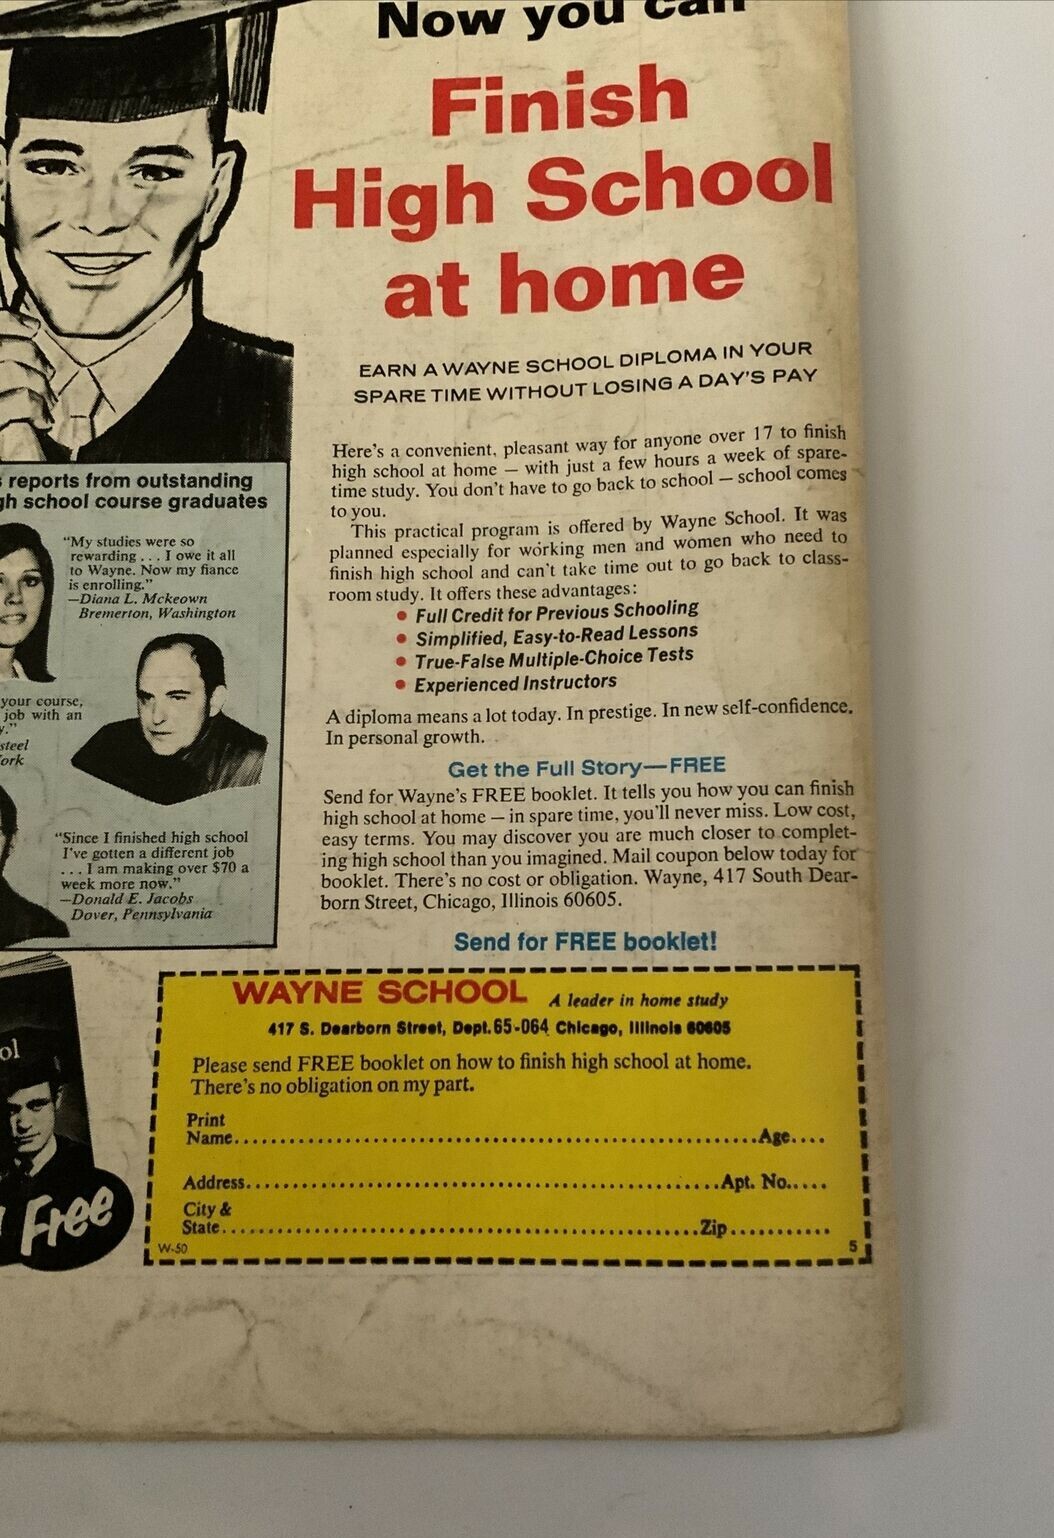 Now you can
Finish
High School
at home
EARN A WAYNE SCHOOL DIPLOMA IN YOUR
SPARE TIME WITHOUT LOSING A DAY'S PAY
Here's a convenient, pleasant way for anyone over 17 to finish
high school at home — with just a few hours a week of spare-
time study. You don't have to go back to school — school comes
to you.
This practical program is offered by Wayne School. It was
planned especially for working men and women who need to
finish high school and can't take time out to go back to class-
room study. It offers these advantages:
• Full Credit for Previous Schooling
• Simplified, Easy-to-Read Lessons
• True-False Multiple-Choice Tests
• Experienced Instructors
A diploma means a lot today. In prestige. In new self-confidence.
In personal growth.
Get the Full Story—FREE
Send for Wayne's FREE booklet. It tells you how you can finish
high school at home — in spare time, you'll never miss. Low cost,
easy terms. You may discover you are much closer to complet-
ing high school than you imagined. Mail coupon below today for
booklet. There's no cost or obligation. Wayne, 417 South Dear-
born Street, Chicago, Illinois 60605.
Send for FREE booklet!
reports from outstanding
gh school course graduates
"My studies were so
rewarding . . . I owe it all
to Wayne. Now my fiance
is enrolling."
—Diana L. Mckeown
Bremerton, Washington
your course,
job with an
y."
steel
ork
"Since I finished high school
I've gotten a different job
. . . I am making over $70 a
week more now."
—Donald E. Jacobs
Dover, Pennsylvania
ol
Free
WAYNE SCHOOL A leader in home study
417 S. Dearborn Street, Dept. 65-064 Chicago, Illinois 60605
Please send FREE booklet on how to finish high school at home.
There's no obligation on my part.
Print
Name..........Age....
Address..........Apt. No.....
City &
State..........Zip..........
W-50 5